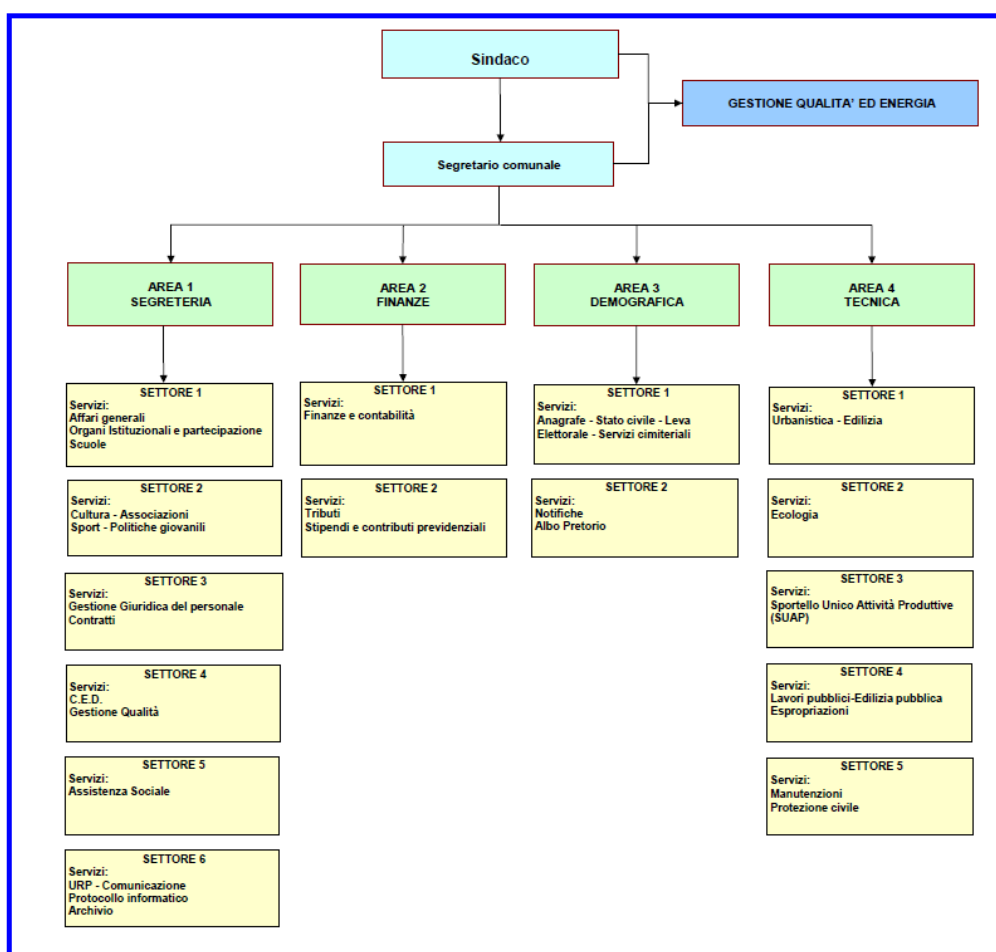 Sindaco
GESTIONE QUALITA' ED ENERGIA
Segretario comunale
AREA 1
SEGRETERIA
AREA 2
FINANZE
AREA 3
DEMOGRAFICA
AREA 4
TECNICA
SETTORE 1
Servizi:
Affari generali
Organi Istituzionali e partecipazione
Scuole
SETTORE 2
Servizi:
Cultura - Associazioni
Sport - Politiche giovanili
SETTORE 3
Servizi:
Gestione Giuridica del personale
Contratti
SETTORE 4
Servizi:
C.E.D.
Gestione Qualità
SETTORE 5
Servizi:
Assistenza Sociale
SETTORE 6
Servizi:
URP - Comunicazione
Protocollo informatico
Archivio
SETTORE 1
Servizi:
Finanze e contabilità
SETTORE 2
Servizi:
Tributi
Stipendi e contributi previdenziali
SETTORE 1
Servizi:
Anagrafe - Stato civile - Leva
Elettorale - Servizi cimiteriali
SETTORE 2
Servizi:
Notifiche
Albo Pretorio
SETTORE 1
Servizi:
Urbanistica - Edilizia
SETTORE 2
Servizi:
Ecologia
SETTORE 3
Servizi:
Sportello Unico Attività Produttive
(SUAP)
SETTORE 4
Servizi:
Lavori pubblici-Edilizia pubblica
Espropriazioni
SETTORE 5
Servizi:
Manutenzioni
Protezione civile